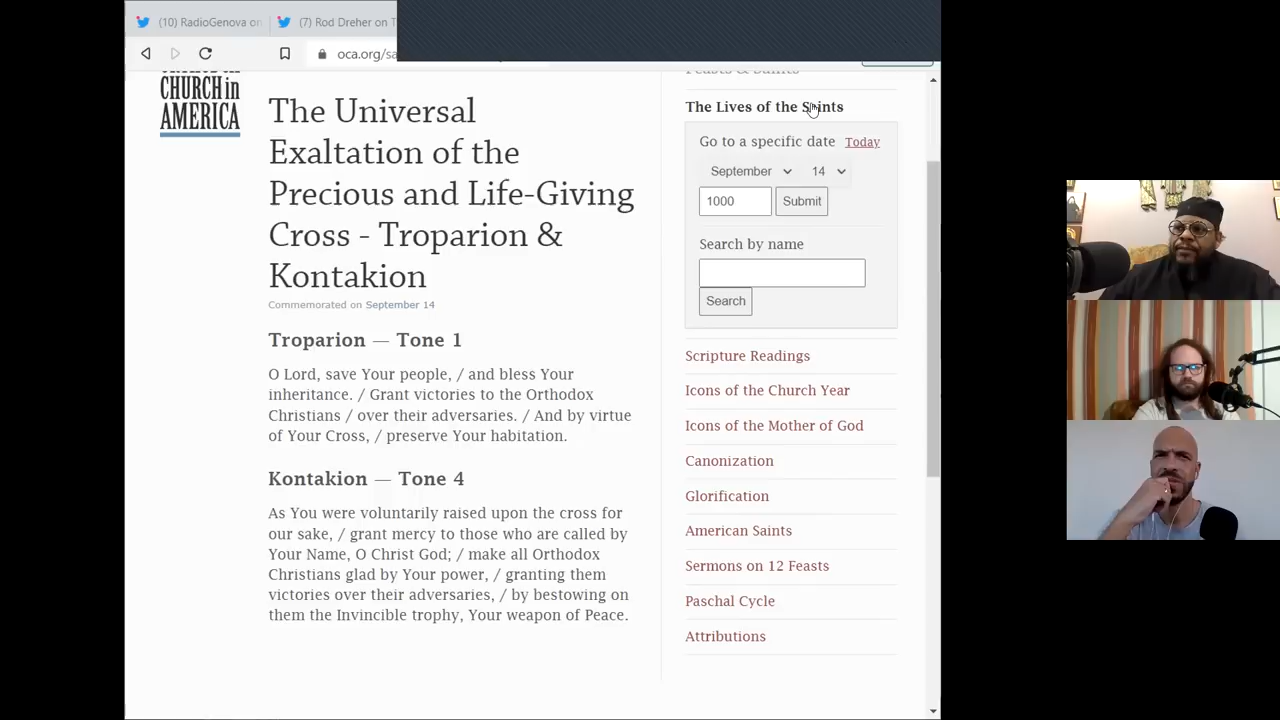 (10) RadioGenova on
(7) Rod Dreher on T
oca.org/sa
CHURCH in
AMERICA
The Universal
Exaltation of the
Precious and Life-Giving
Cross - Troparion &
Kontakion
Commemorated on September 14
Troparion — Tone 1
O Lord, save Your people, / and bless Your
inheritance. / Grant victories to the Orthodox
Christians / over their adversaries. / And by virtue
of Your Cross, / preserve Your habitation.
Kontakion — Tone 4
As You were voluntarily raised upon the cross for
our sake, / grant mercy to those who are called by
Your Name, O Christ God; / make all Orthodox
Christians glad by Your power, / granting them
victories over their adversaries, / by bestowing on
them the Invincible trophy, Your weapon of Peace.
Feasts & Saints
The Lives of the Saints
Go to a specific date Today
September 14
1000 Submit
Search by name
Search
Scripture Readings
Icons of the Church Year
Icons of the Mother of God
Canonization
Glorification
American Saints
Sermons on 12 Feasts
Paschal Cycle
Attributions